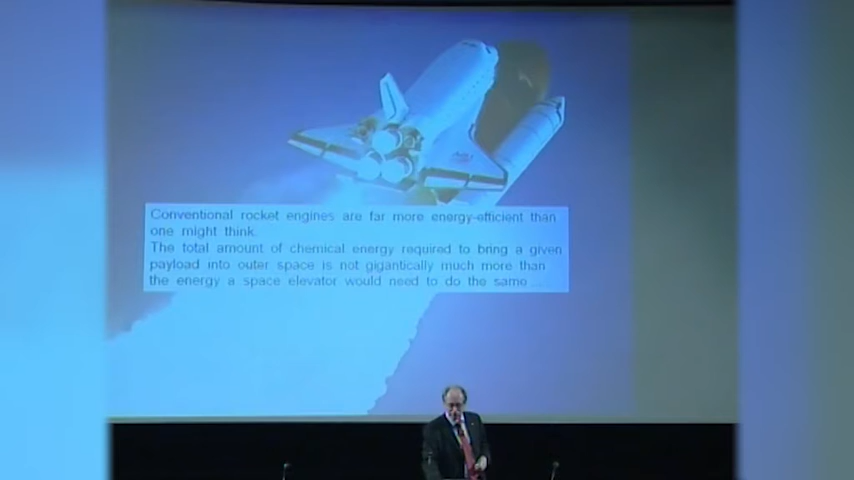 Conventional rocket engines are far more energy-efficient than
one might think.
The total amount of chemical energy required to bring a given
payload into outer space is not gigantically much more than
the energy a space elevator would need to do the same ...